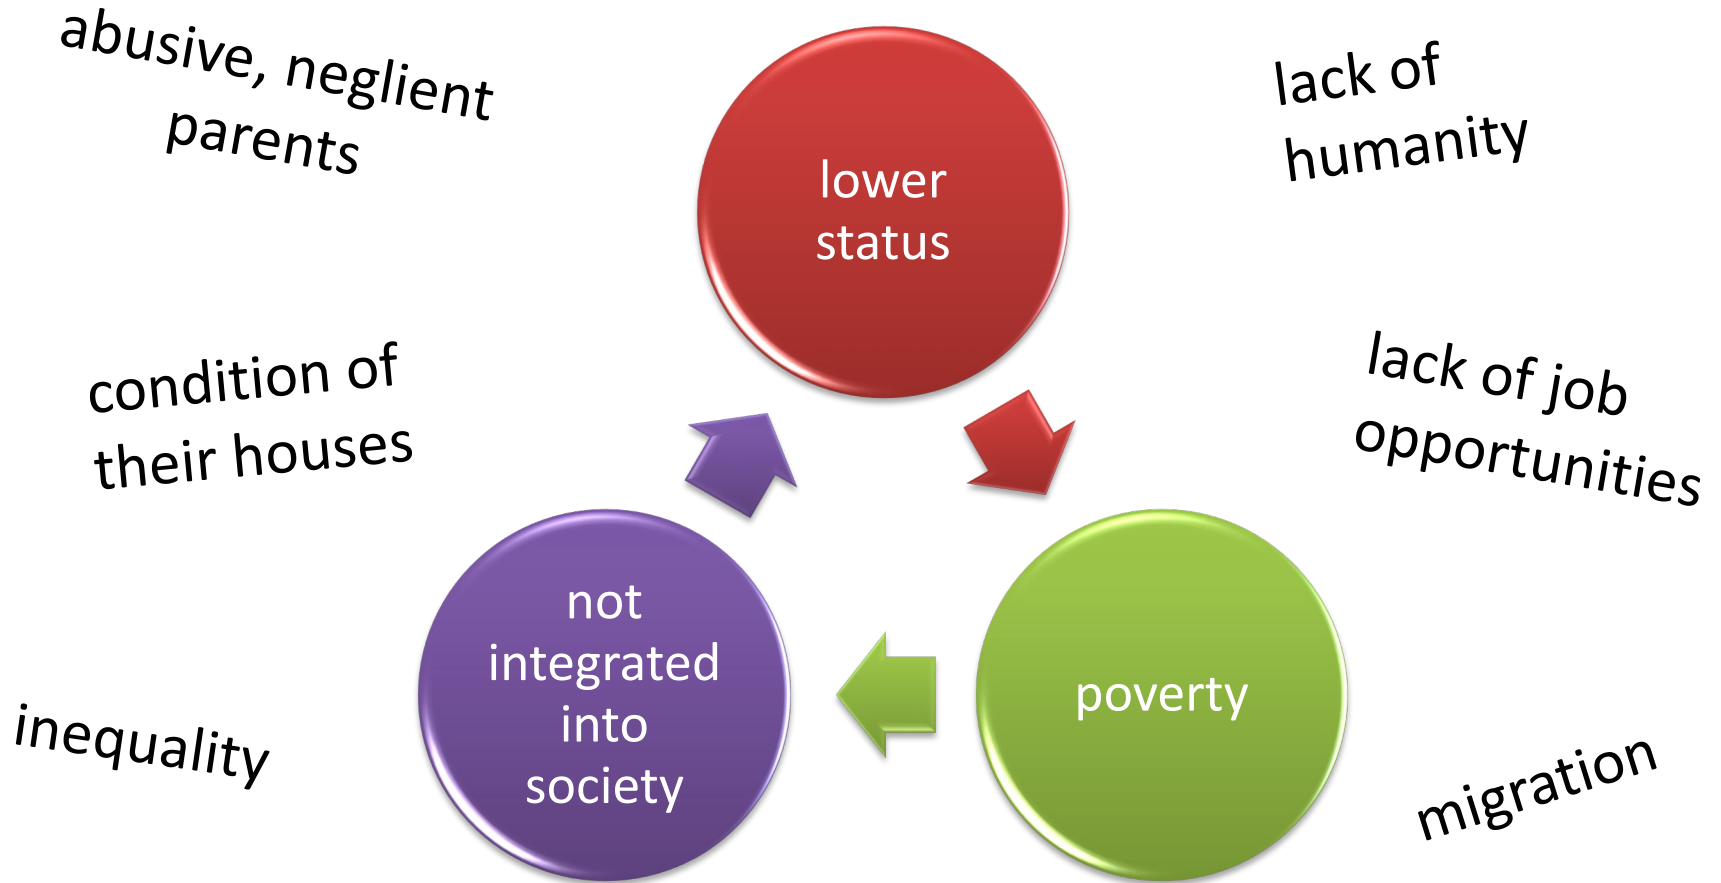 abusive, neglient
parents
lack of
humanity
lower
status
condition of
their houses
lack of job
opportunities
not
integrated
into
society
poverty
inequality
migration